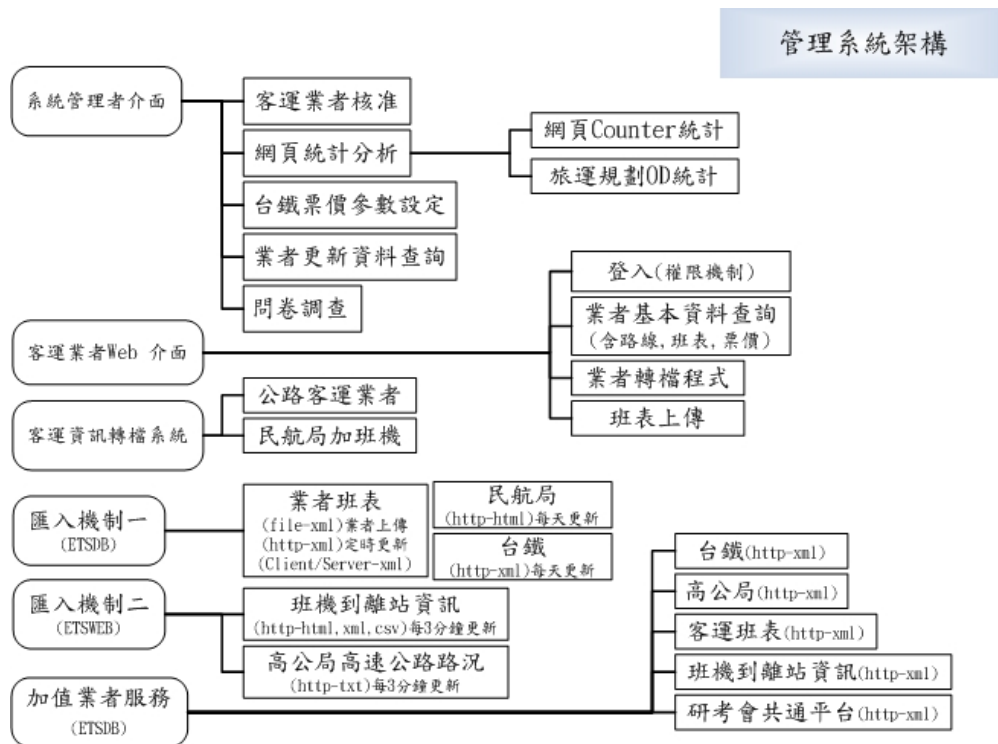 管理系統架構
系統管理者介面
客運業者核准
網頁統計分析
網頁Counter統計
旅運規劃OD統計
台鐵票價參數設定
業者更新資料查詢
問卷調查
客運業者Web 介面
登入(權限機制)
業者基本資料查詢
(含路線,班表,票價)
業者轉檔程式
班表上傳
客運資訊轉檔系統
公路客運業者
民航局加班機
匯入機制一
(ETSDB)
業者班表
(file-xml)業者上傳
(http-xml)定時更新
(Client/Server-xml)
民航局
(http-html)每天更新
台鐵
(http-xml)每天更新
匯入機制二
(ETSWEB)
班機到離站資訊
(http-html,xml,csv)每3分鐘更新
高公局高速公路路況
(http-txt)每3分鐘更新
加值業者服務
(ETSDB)
台鐵(http-xml)
高公局(http-xml)
客運班表(http-xml)
班機到離站資訊(http-xml)
研考會共通平台(http-xml)